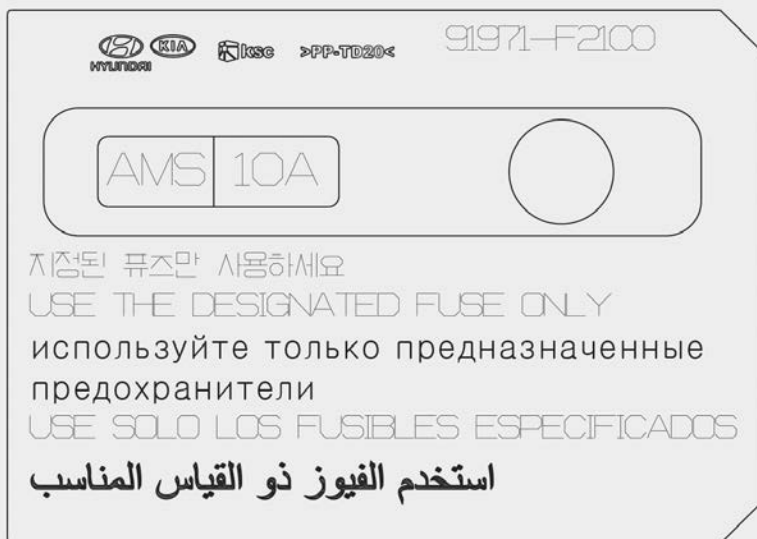 HYUNDAI KIA ksc >PP-TD20< 91971-F2100
AMS 10A
지정된 퓨즈만 사용하세요
USE THE DESIGNATED FUSE ONLY
используйте только предназначенные
предохранители
USE SOLO LOS FUSIBLES ESPECIFICADOS
استخدم الفيوز ذو القياس المناسب